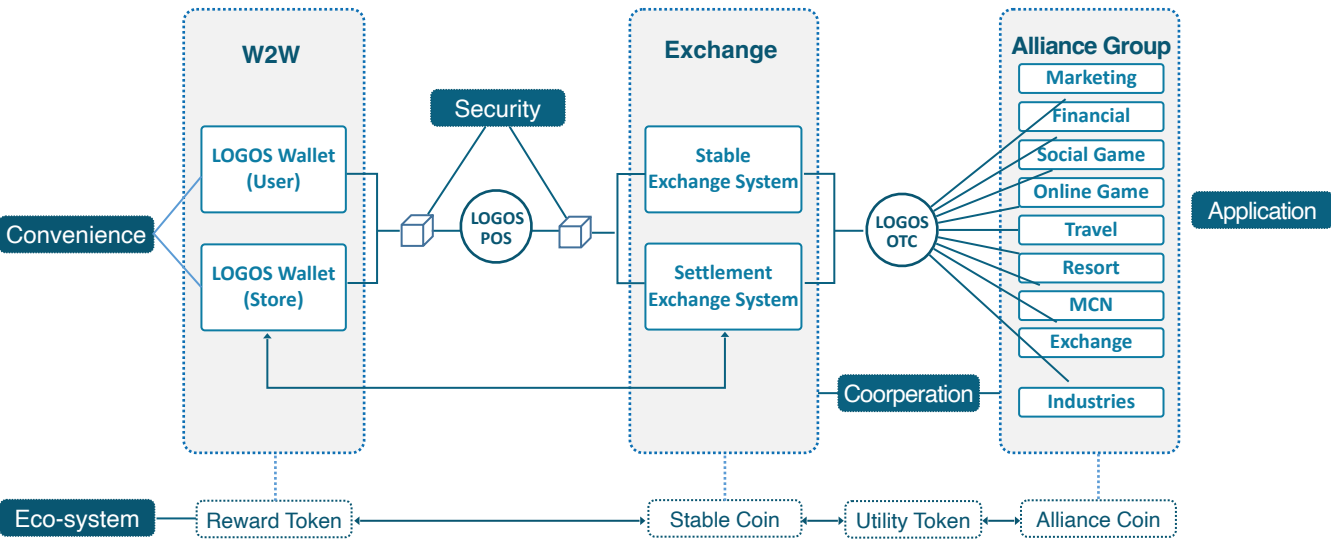 W2W
LOGOS Wallet
(User)
LOGOS Wallet
(Store)
Convenience
Security
LOGOS
POS
Exchange
Stable
Exchange System
Settlement
Exchange System
LOGOS
OTC
Coorperation
Alliance Group
Marketing
Financial
Social Game
Online Game
Travel
Resort
MCN
Exchange
Industries
Application
Eco-system
Reward Token
Stable Coin
Utility Token
Alliance Coin